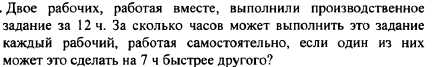 . Двое рабочих, работая вместе, выполнили производственное
задание за 12 ч. За сколько часов может выполнить это задание
каждый рабочий, работая самостоятельно, если один из них
может это сделать на 7 ч быстрее другого?